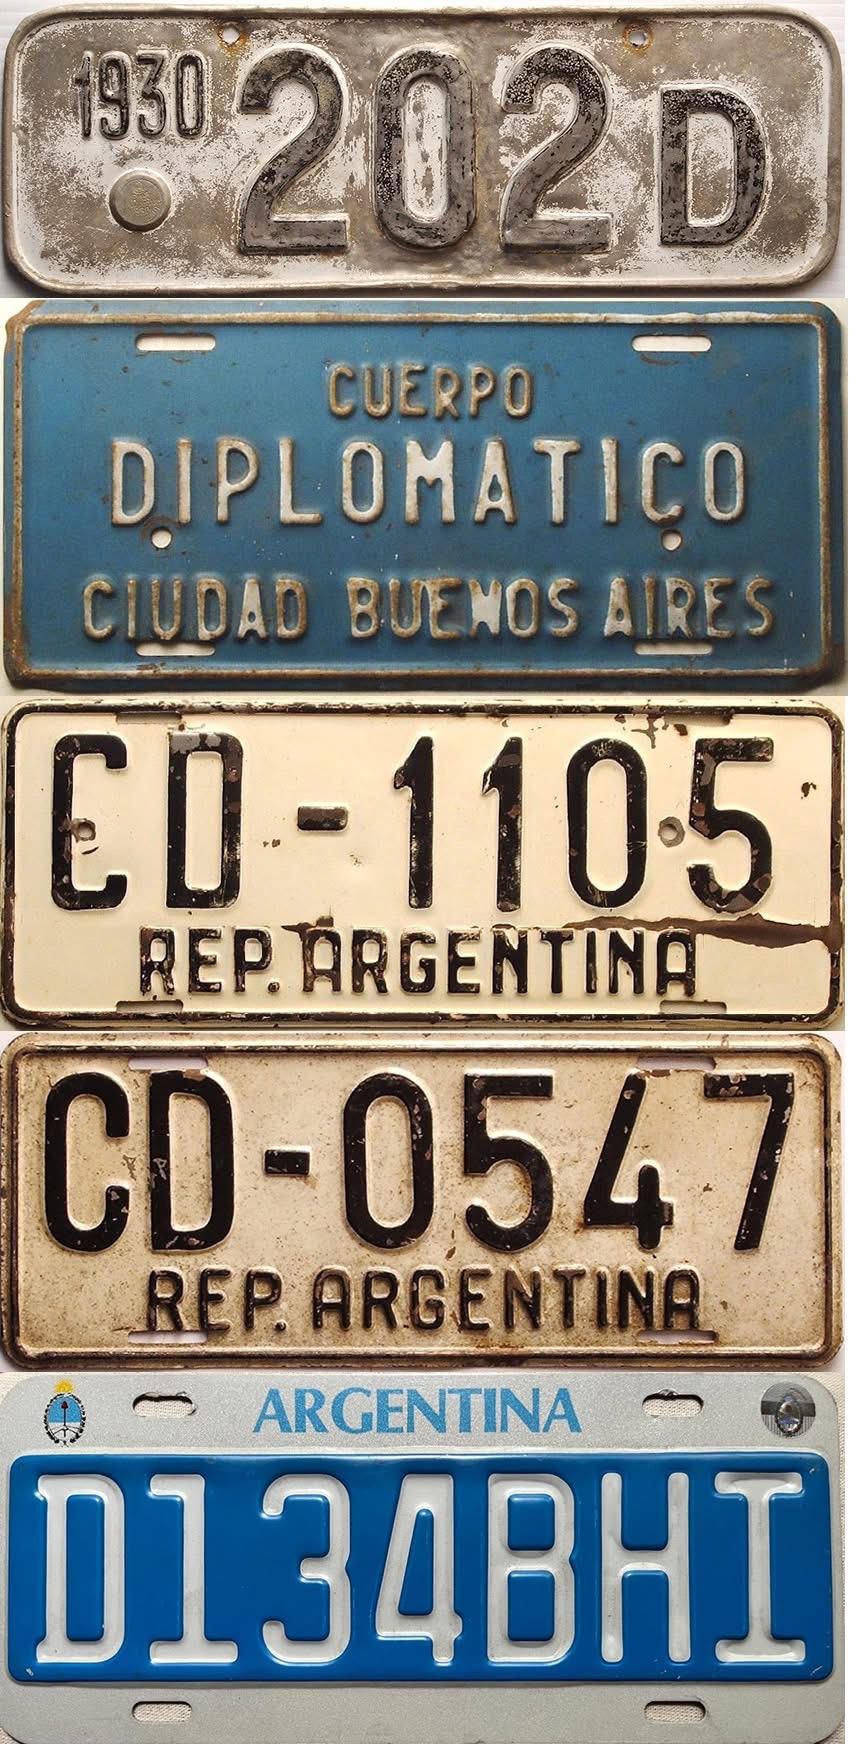 1930 202D
CUERPO
DIPLOMATICO
CIUDAD BUENOS AIRES
CD-1105
REP. ARGENTINA
CD-0547
REP. ARGENTINA
ARGENTINA
D134BHI